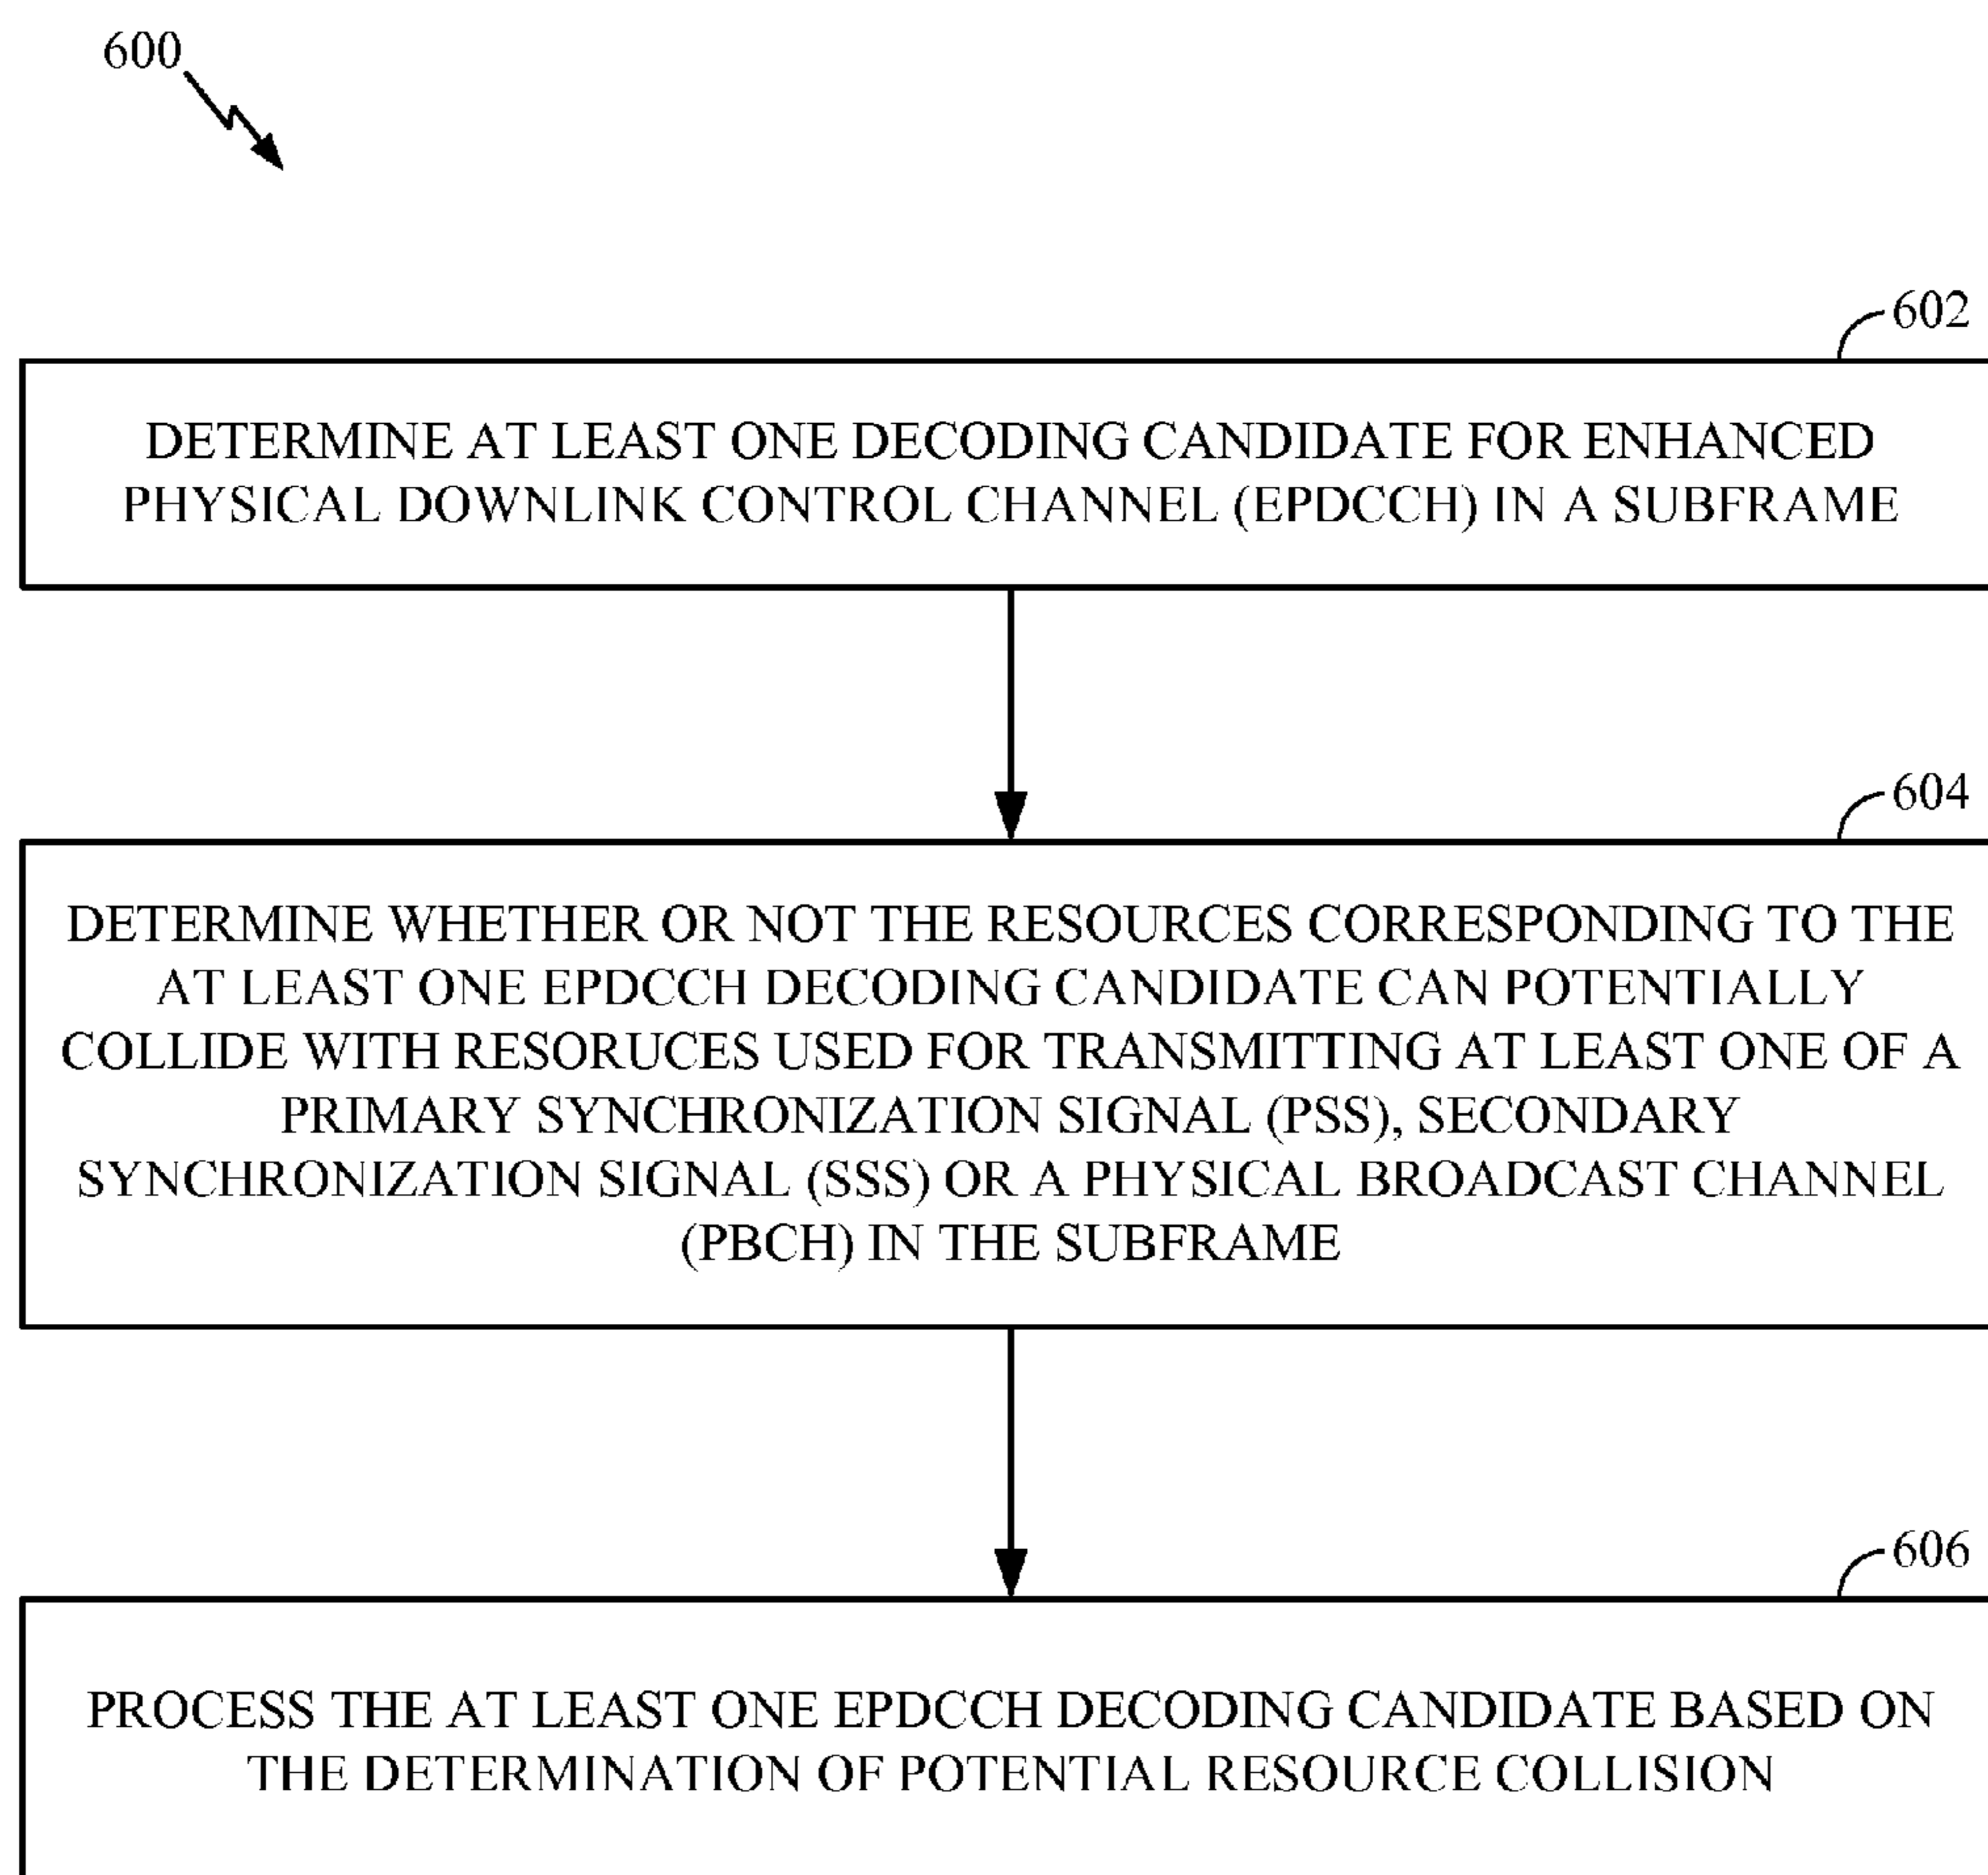 600
602
DETERMINE AT LEAST ONE DECODING CANDIDATE FOR ENHANCED
PHYSICAL DOWNLINK CONTROL CHANNEL (EPDCCH) IN A SUBFRAME
604
DETERMINE WHETHER OR NOT THE RESOURCES CORRESPONDING TO THE
AT LEAST ONE EPDCCH DECODING CANDIDATE CAN POTENTIALLY
COLLIDE WITH RESORUCES USED FOR TRANSMITTING AT LEAST ONE OF A
PRIMARY SYNCHRONIZATION SIGNAL (PSS), SECONDARY
SYNCHRONIZATION SIGNAL (SSS) OR A PHYSICAL BROADCAST CHANNEL
(PBCH) IN THE SUBFRAME
606
PROCESS THE AT LEAST ONE EPDCCH DECODING CANDIDATE BASED ON
THE DETERMINATION OF POTENTIAL RESOURCE COLLISION